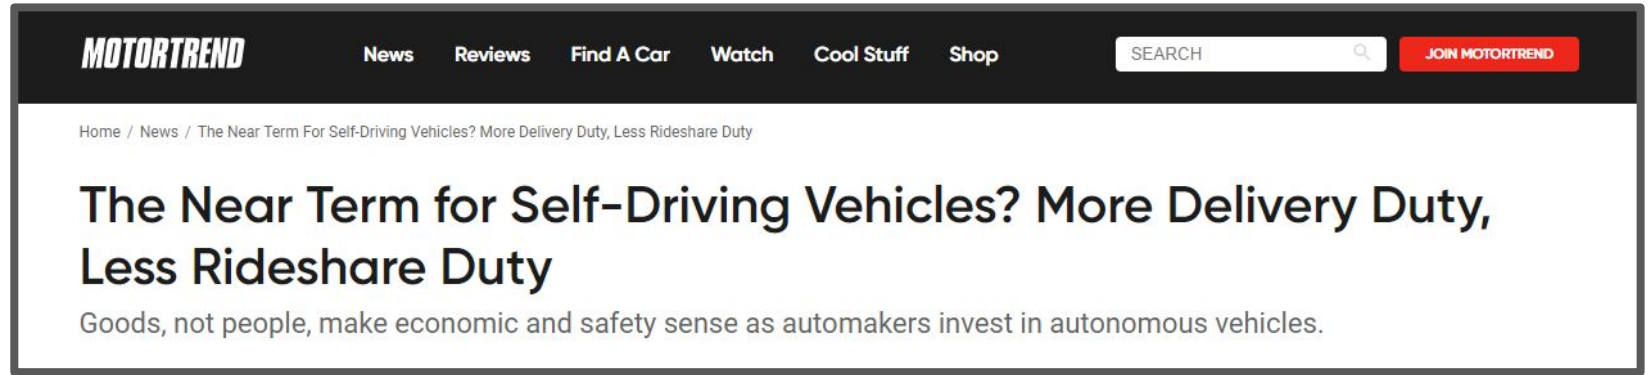 MOTORTREND News Reviews Find A Car Watch Cool Stuff Shop SEARCH JOIN MOTORTREND
Home / News / The Near Term For Self-Driving Vehicles? More Delivery Duty, Less Rideshare Duty
The Near Term for Self-Driving Vehicles? More Delivery Duty,
Less Rideshare Duty
Goods, not people, make economic and safety sense as automakers invest in autonomous vehicles.